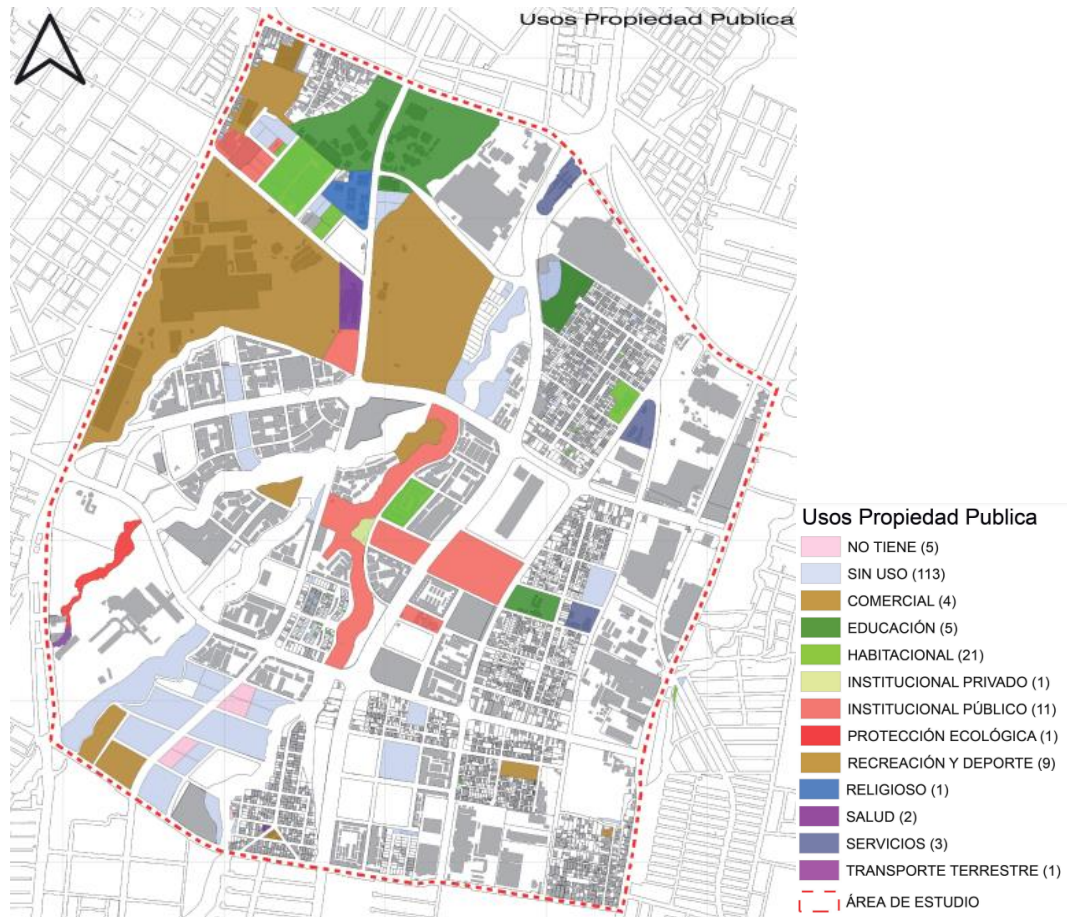 Usos Propiedad Publica
Usos Propiedad Publica
NO TIENE (5)
SIN USO (113)
COMERCIAL (4)
EDUCACIÓN (5)
HABITACIONAL (21)
INSTITUCIONAL PRIVADO (1)
INSTITUCIONAL PÚBLICO (11)
PROTECCIÓN ECOLÓGICA (1)
RECREACIÓN Y DEPORTE (9)
RELIGIOSO (1)
SALUD (2)
SERVICIOS (3)
TRANSPORTE TERRESTRE (1)
ÁREA DE ESTUDIO